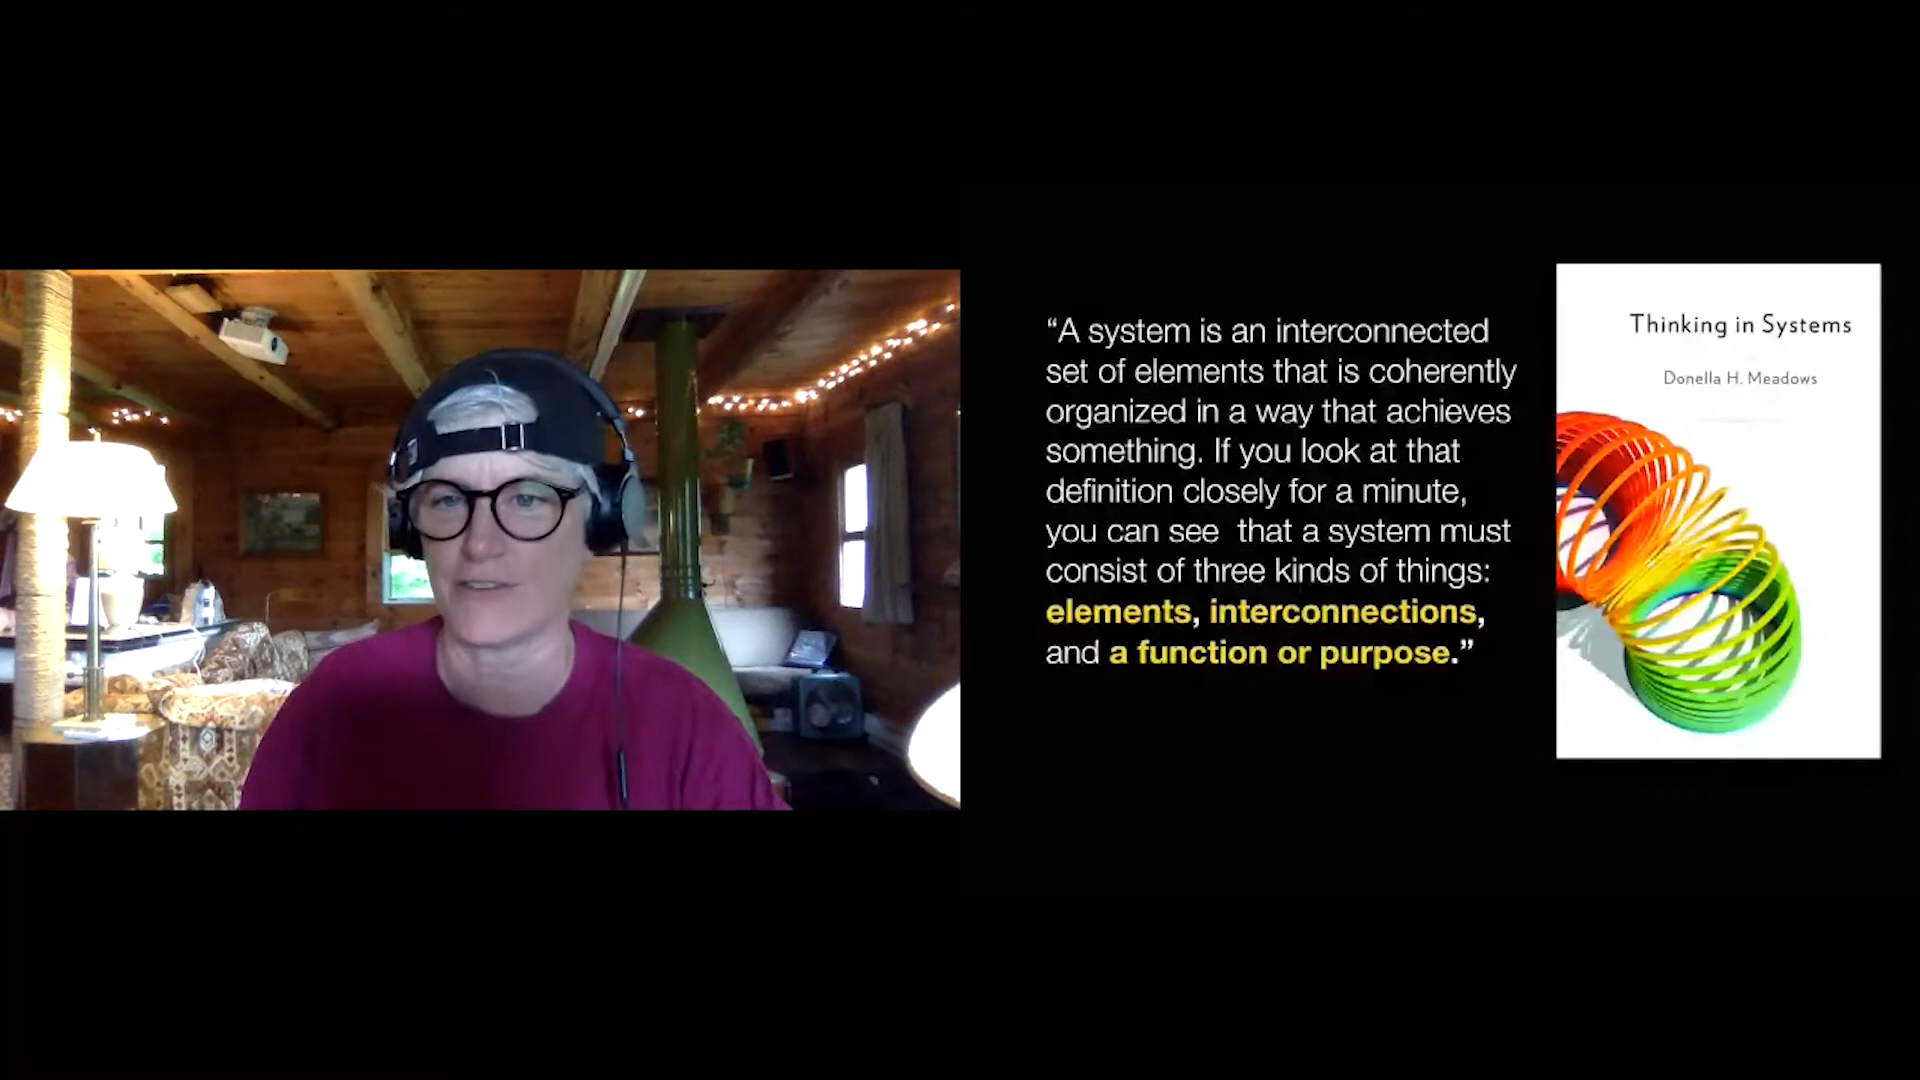 “A system is an interconnected
set of elements that is coherently
organized in a way that achieves
something. If you look at that
definition closely for a minute,
you can see  that a system must
consist of three kinds of things:
elements, interconnections,
and a function or purpose.”
Thinking in Systems
Donella H. Meadows